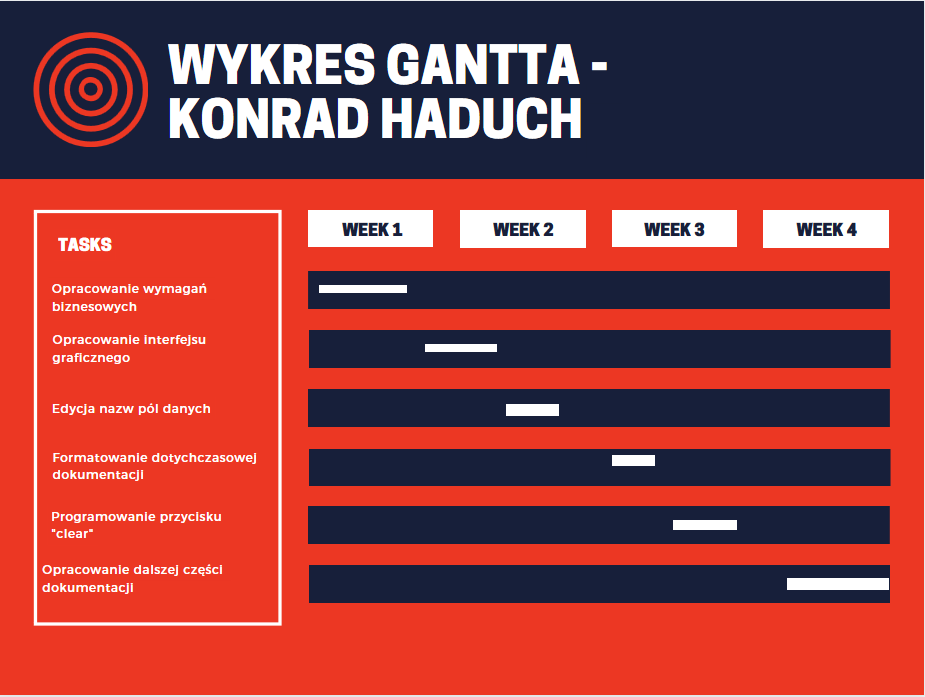 WYKRES GANTTA -
KONRAD HADUCH
TASKS
WEEK 1
WEEK 2
WEEK 3
WEEK 4
Opracowanie wymagań
biznesowych
Opracowanie interfejsu
graficznego
Edycja nazw pól danych
Formatowanie dotychczasowej
dokumentacji
Programowanie przycisku
"clear"
Opracowanie dalszej części
dokumentacji